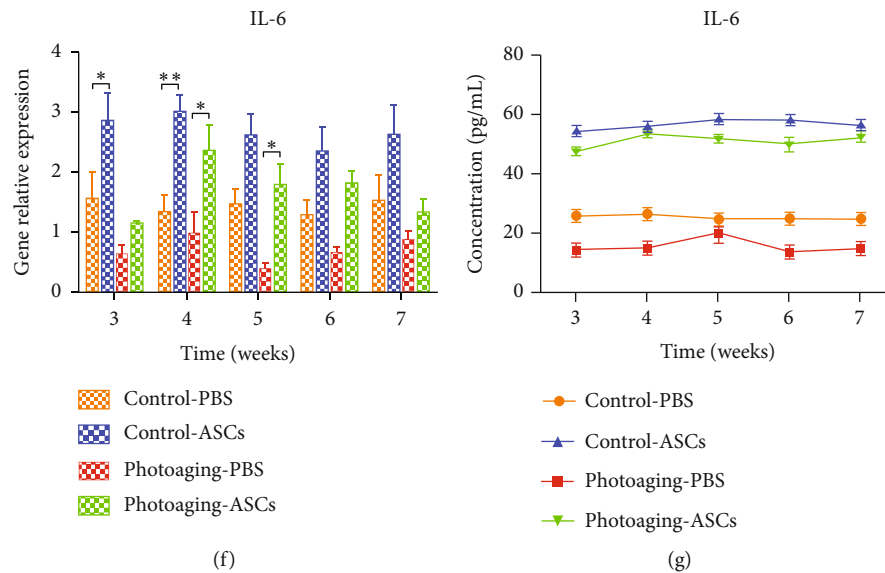 IL-6
Gene relative expression
4
3
2
1
0
*
**
*
*
3 4 5 6 7
Time (weeks)
Control-PBS
Control-ASCs
Photoaging-PBS
Photoaging-ASCs
(f)
IL-6
Concentration (pg/mL)
80
60
40
20
0
3 4 5 6 7
Time (weeks)
Control-PBS
Control-ASCs
Photoaging-PBS
Photoaging-ASCs
(g)